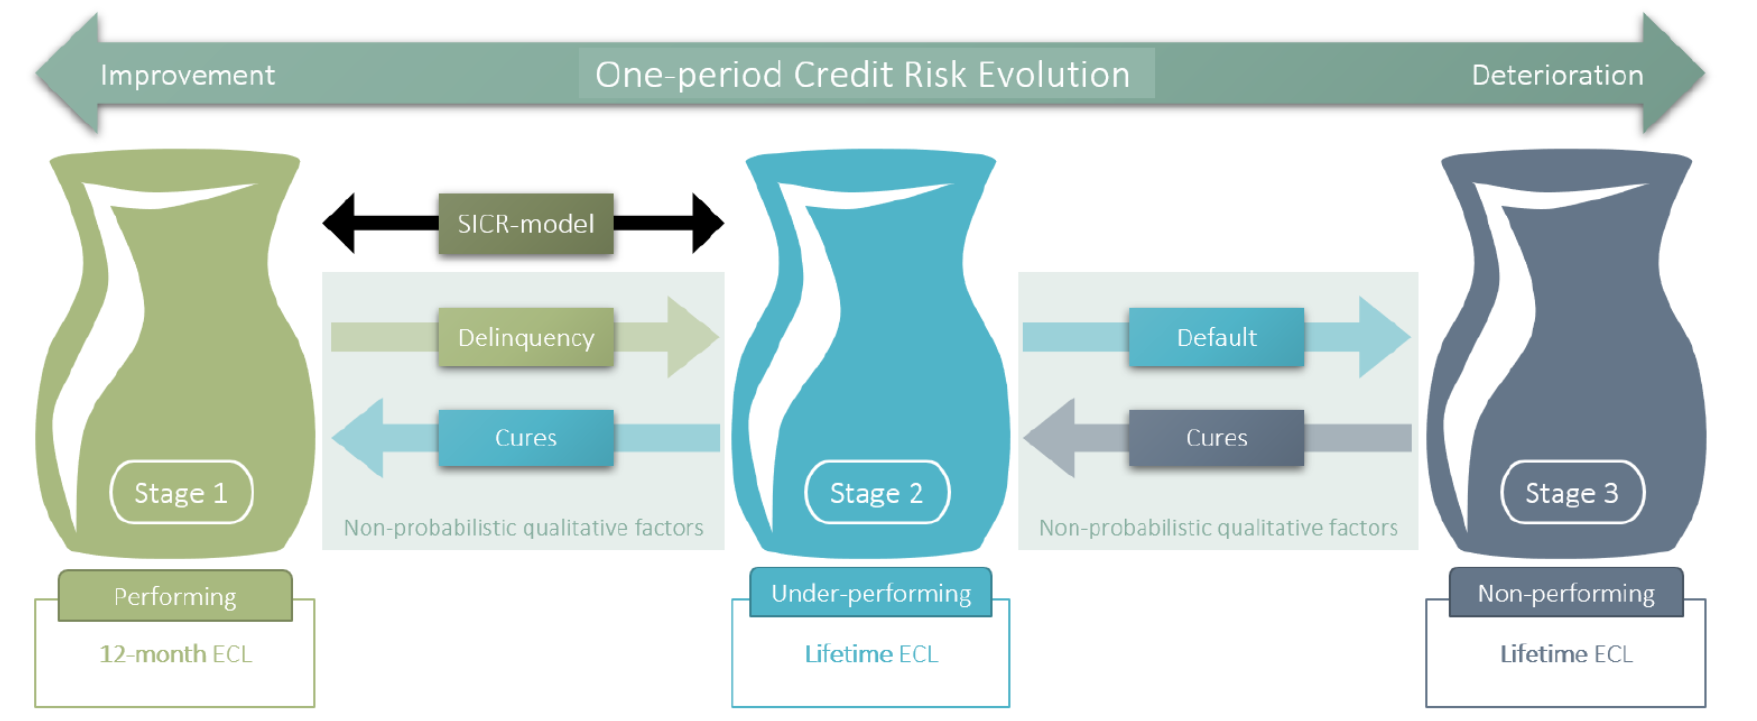 Improvement
One-period Credit Risk Evolution
Deterioration
SICR-model
Delinquency
Default
Cures
Cures
Stage 1
Stage 2
Stage 3
Non-probabilistic qualitative factors
Non-probabilistic qualitative factors
Performing
Under-performing
Non-performing
12-month ECL
Lifetime ECL
Lifetime ECL